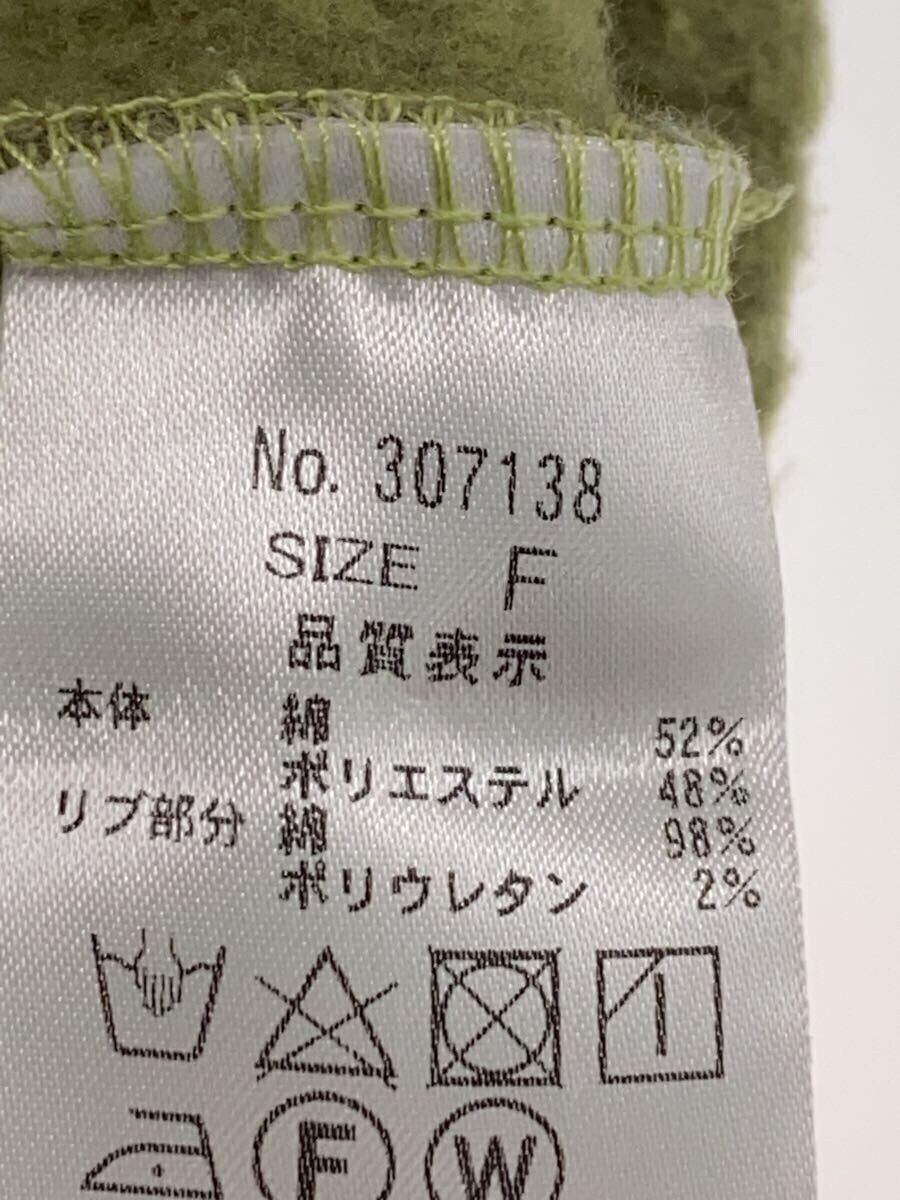 No. 307138
SIZE F
品質表示
本体 綿 52%
ポリエステル 48%
リブ部分 綿 98%
ポリウレタン 2%
F W